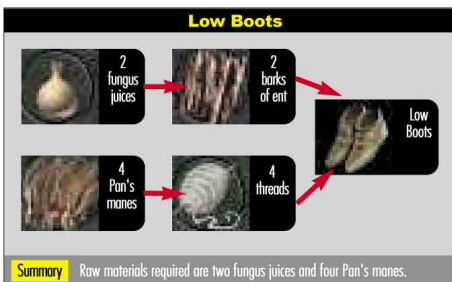 Low Boots
2
fungus
juices
2
barks
of ent
Low
Boots
4
Pan's
manes
4
threads
Summary Raw materials required are two fungus juices and four Pan's manes.